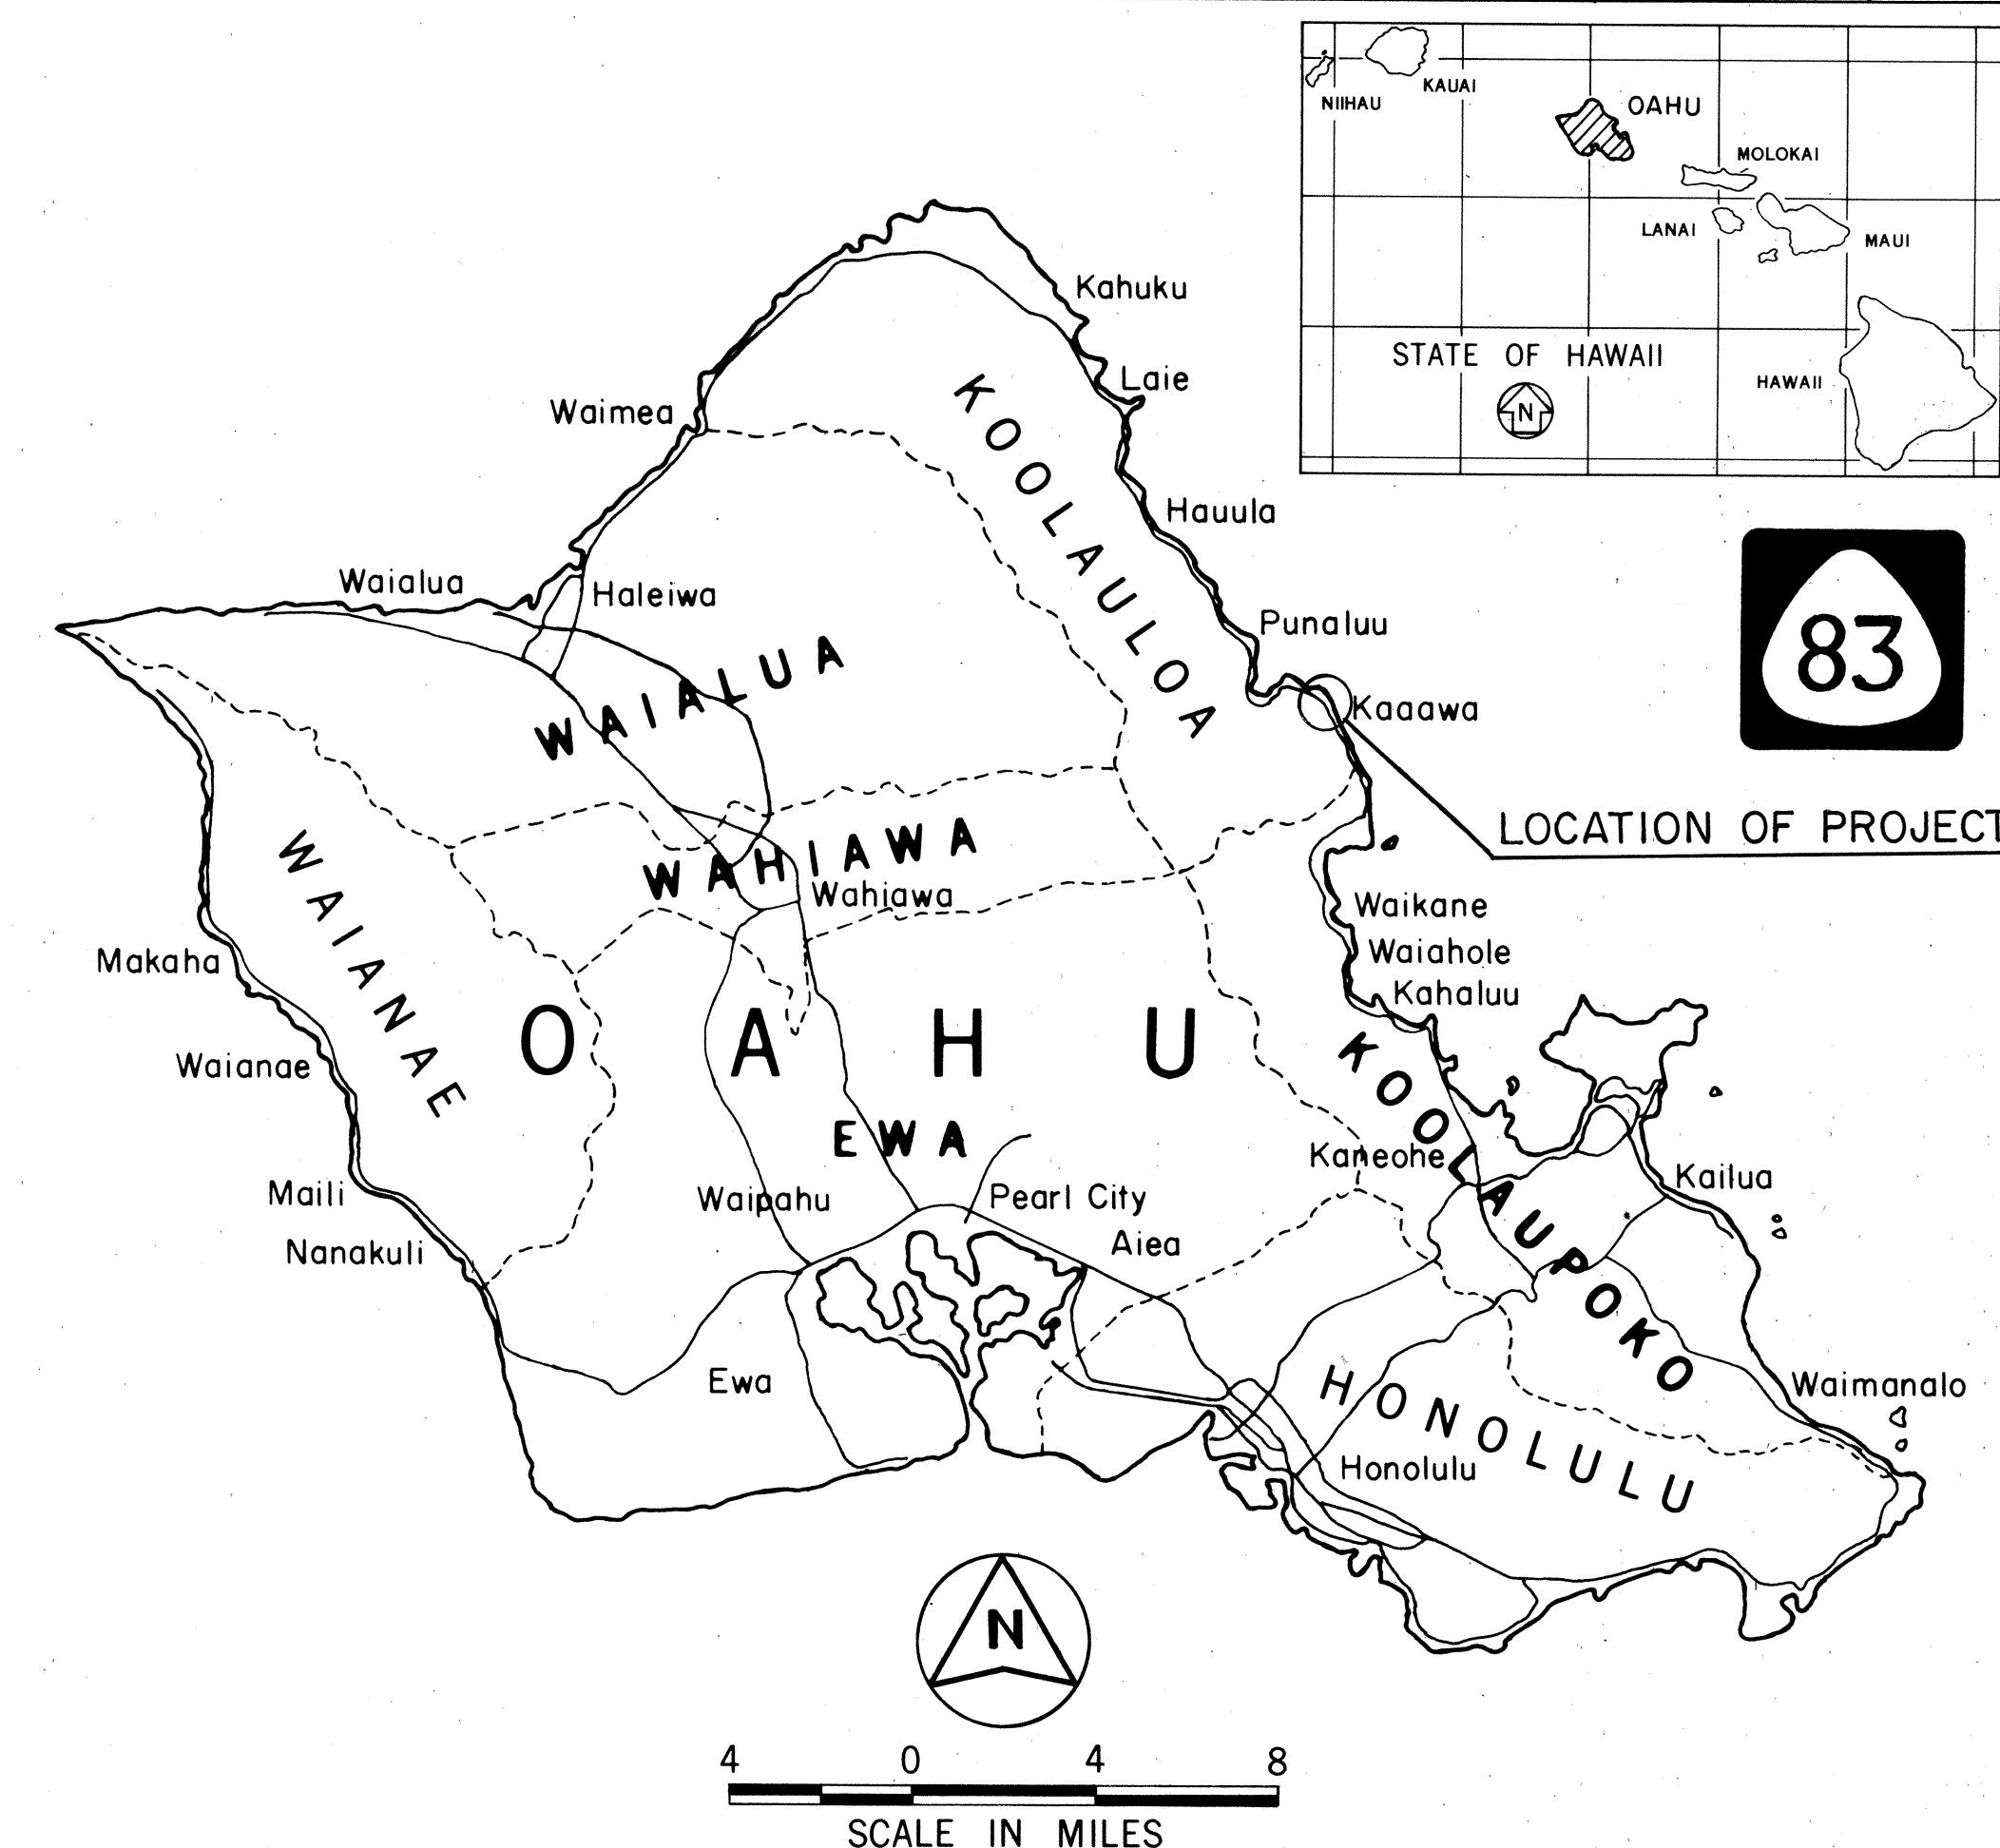 NIIHAU
KAUAI
OAHU
MOLOKAI
LANAI
MAUI
HAWAII
STATE OF HAWAII
N
83
Kahuku
Laie
Waimea
KOOLAULOA
Hauula
Waialua
Haleiwa
Punaluu
WAIALUA
Kaaawa
LOCATION OF PROJECT
WAHIAWA
Wahiawa
WAIANAE
Waikane
Waiahole
Kahaluu
Makaha
OAHU
Waianae
KOOLAUPOKO
EWA
Kaneohe
Kailua
Maili
Waipahu
Pearl City
Aiea
Nanakuli
Ewa
HONOLULU
Waimanalo
Honolulu
N
4 0 4 8
SCALE IN MILES